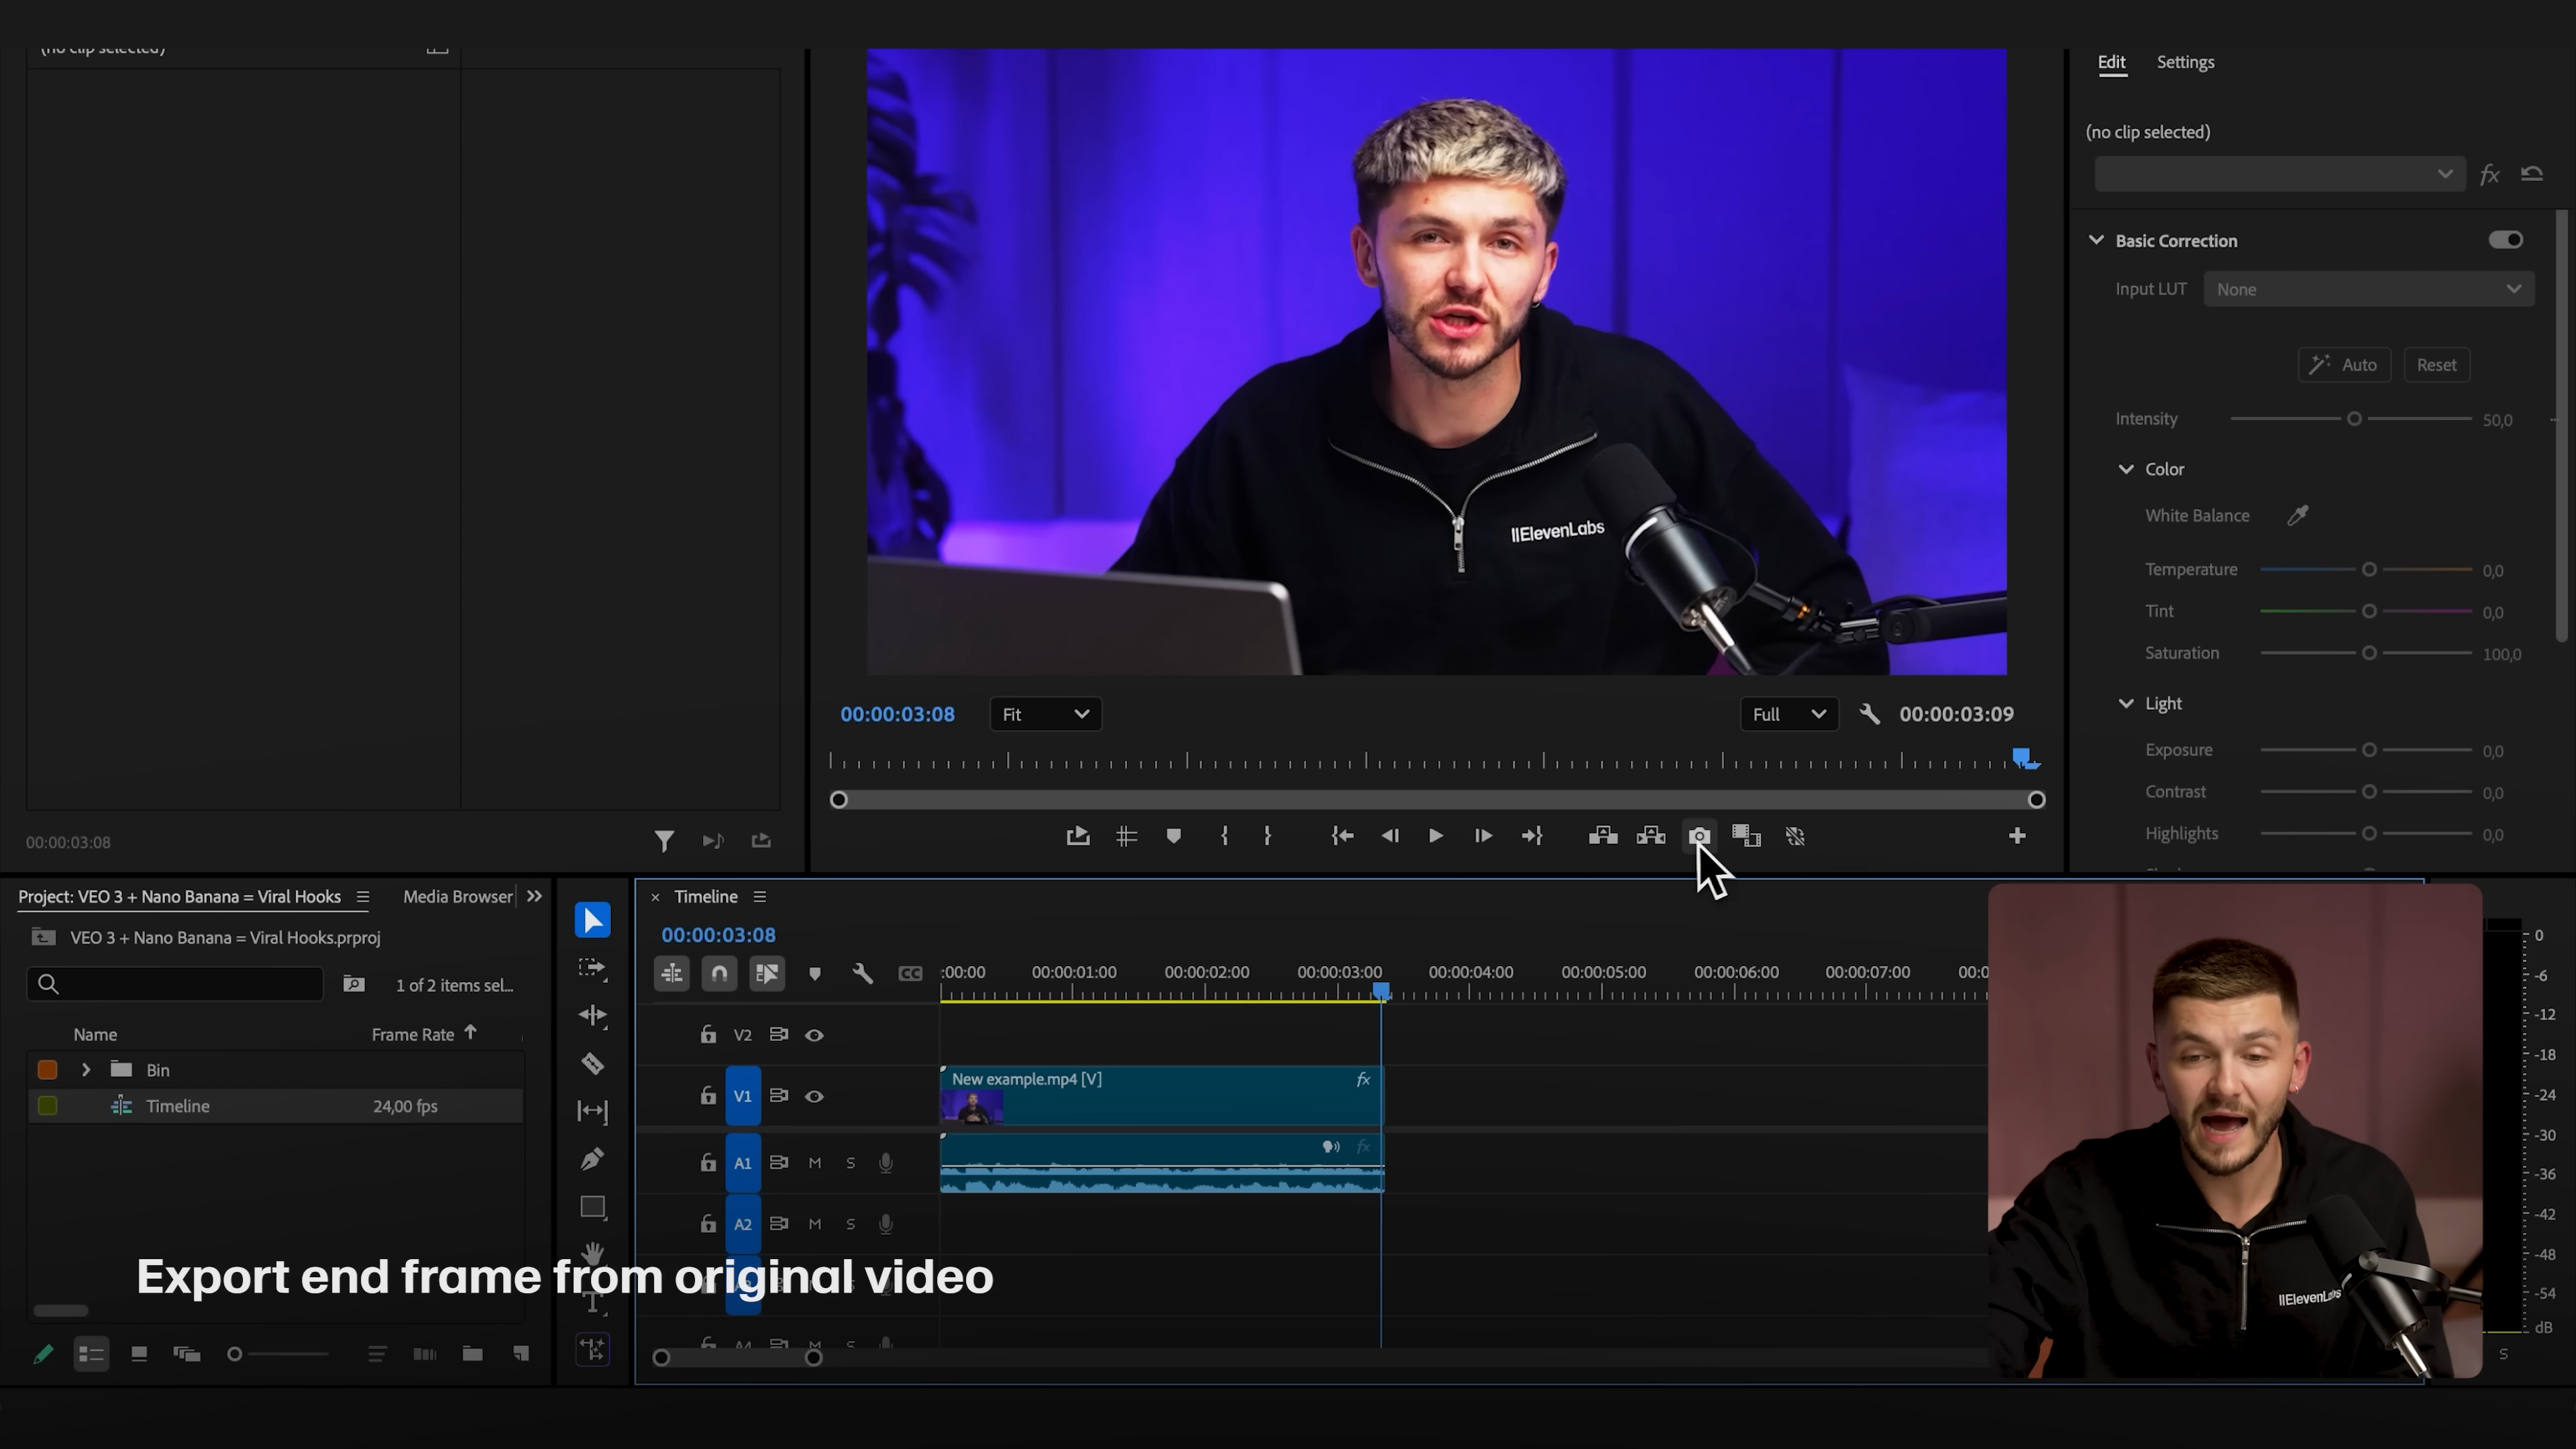 (no clip selected)
Edit Settings
(no clip selected)
fx
Basic Correction
Input LUT None
Auto Reset
Intensity 50,0
Color
White Balance
Temperature 0,0
Tint 0,0
Saturation 100,0
Light
Exposure 0,0
Contrast 0,0
Highlights 0,0
IIElevenLabs
00:00:03:08 Fit Full 00:00:03:09
00:00:03:08
Project: VEO 3 + Nano Banana = Viral Hooks Media Browser
VEO 3 + Nano Banana = Viral Hooks.prproj
1 of 2 items sel...
Name Frame Rate
Bin
Timeline 24,00 fps
× Timeline
00:00:03:08
CC :00:00 00:00:01:00 00:00:02:00 00:00:03:00 00:00:04:00 00:00:05:00 00:00:06:00 00:00:07:00 00:0
V2
V1 New example.mp4 [V] fx
A1 M S fx
A2 M S
Export end frame from original video
IIElevenLabs
0
-6
-12
-18
-24
-30
-36
-42
-48
-54
dB
S